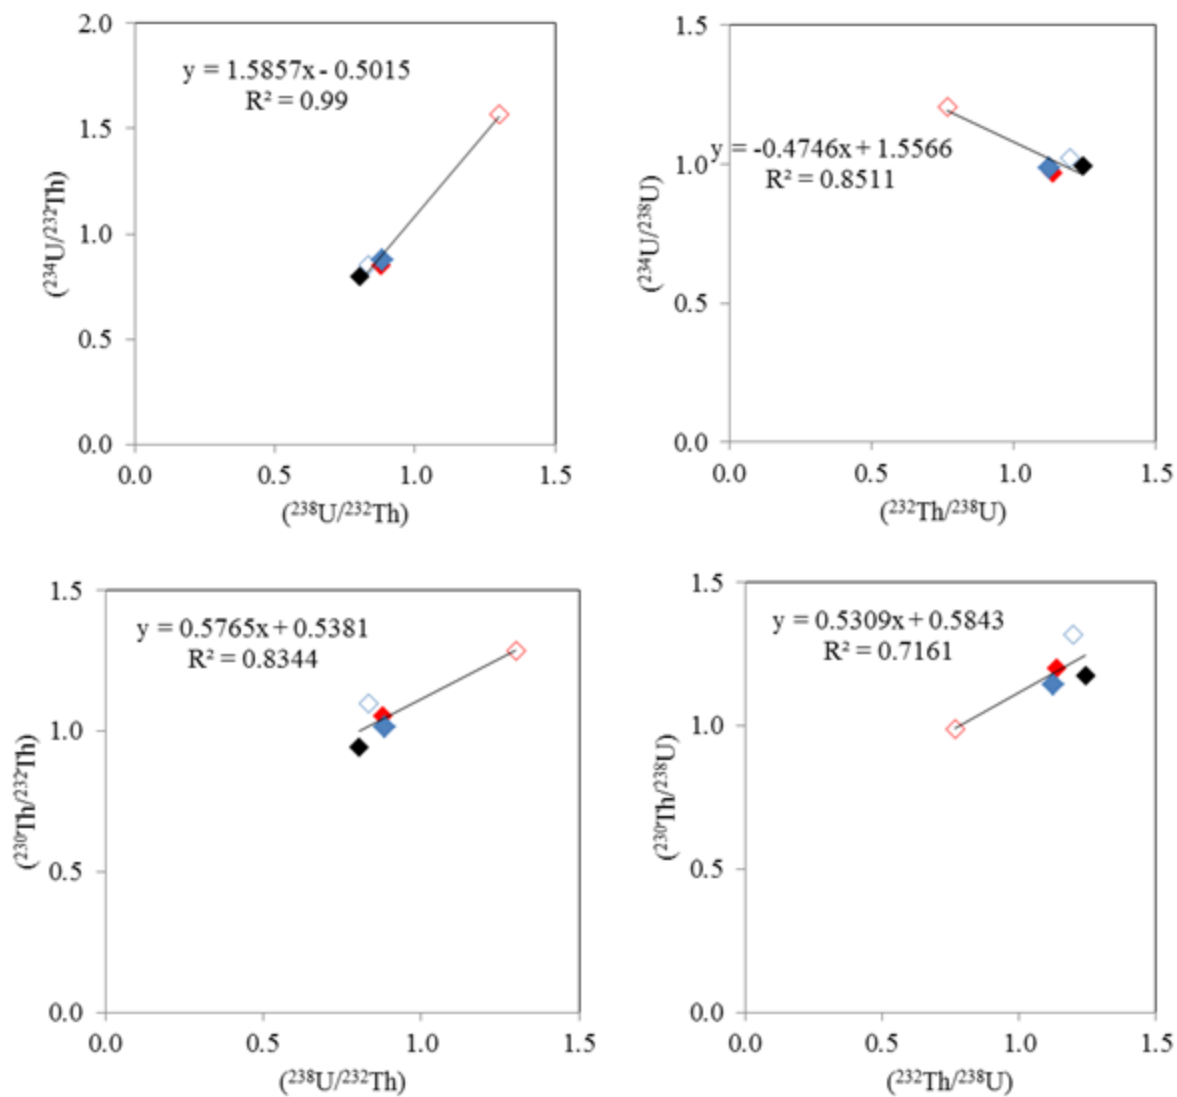 2.0
y = 1.5857x - 0.5015
R² = 0.99
1.5
1.0
0.5
0.0
(²³⁴U/²³²Th)
0.0 0.5 1.0 1.5
(²³⁸U/²³²Th)
1.5
y = -0.4746x + 1.5566
1.0
R² = 0.8511
0.5
0.0
(²³⁴U/²³⁸U)
0.0 0.5 1.0 1.5
(²³²Th/²³⁸U)
1.5
y = 0.5765x + 0.5381
R² = 0.8344
1.0
0.5
0.0
(²³⁰Th/²³²Th)
0.0 0.5 1.0 1.5
(²³⁸U/²³²Th)
1.5
y = 0.5309x + 0.5843
R² = 0.7161
1.0
0.5
0.0
(²³⁰Th/²³⁸U)
0.0 0.5 1.0 1.5
(²³²Th/²³⁸U)